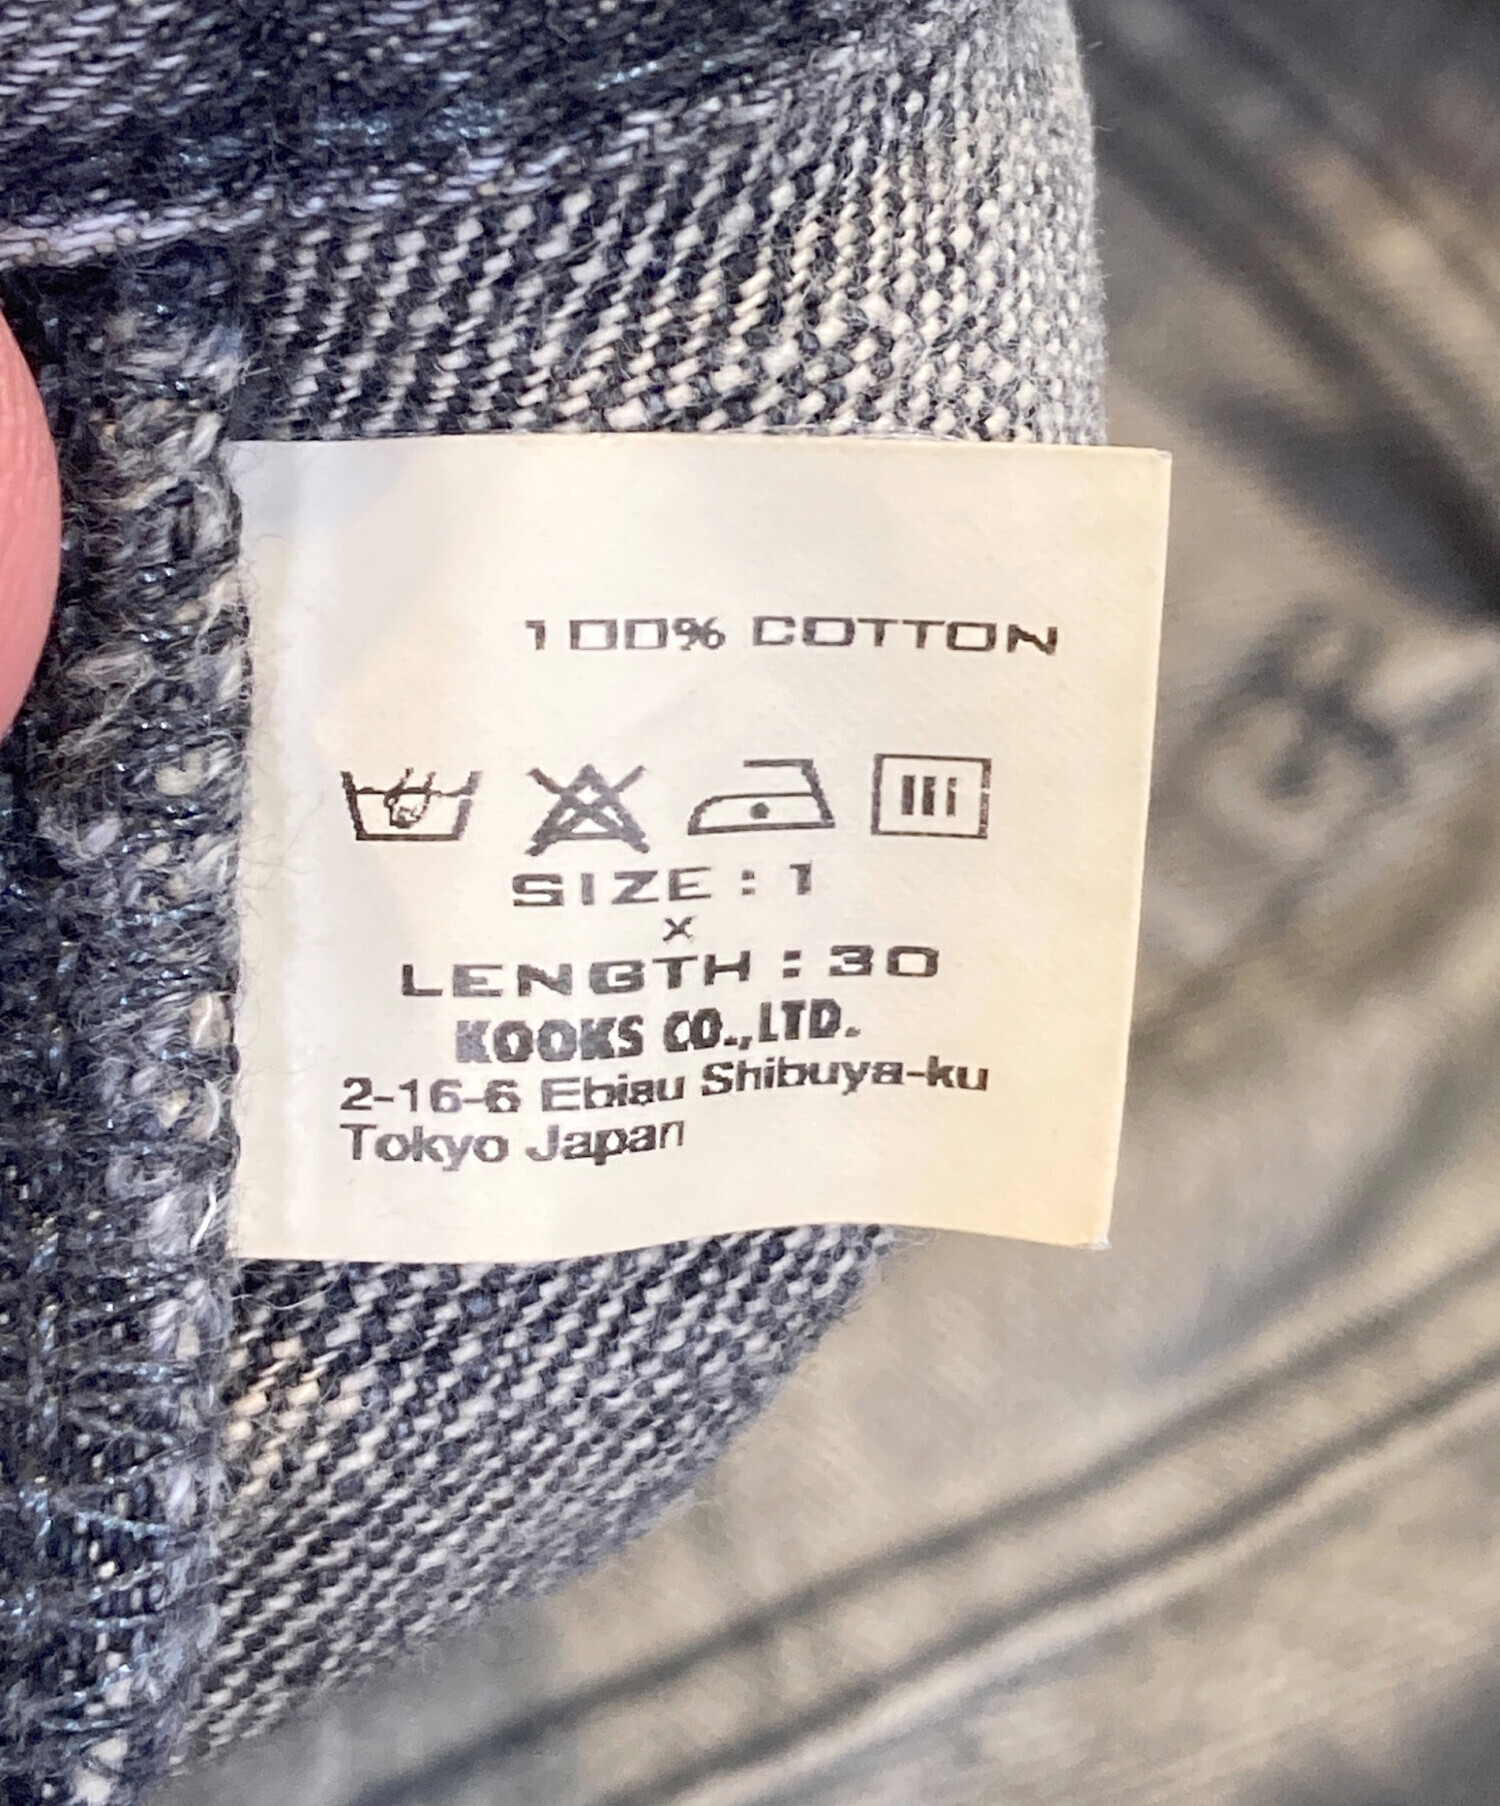 100% COTTON
SIZE : 1
x
LENGTH : 30
KOOKS CO.,LTD.
2-16-6 Ebisu Shibuya-ku
Tokyo Japan